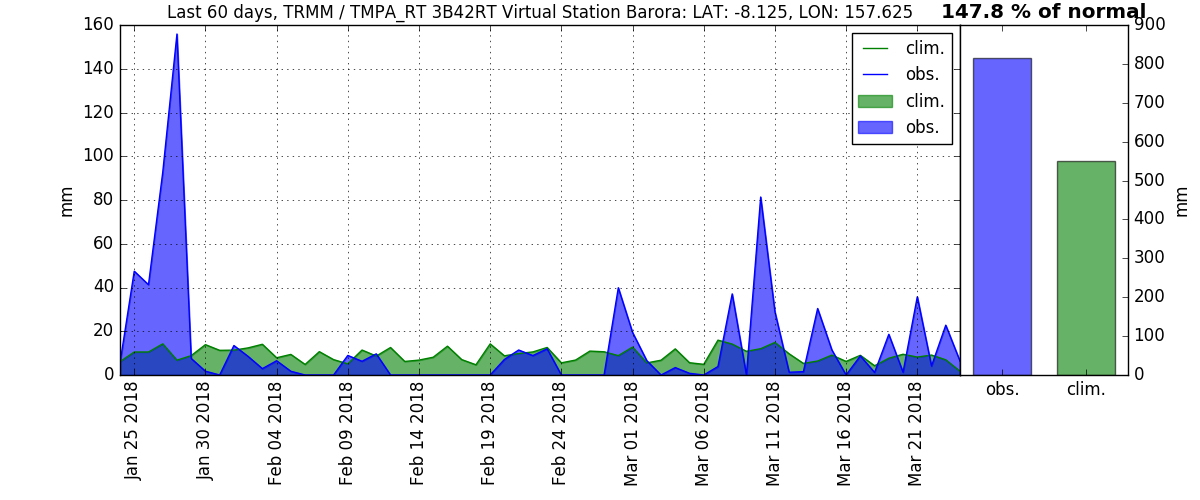 Last 60 days, TRMM / TMPA_RT 3B42RT Virtual Station Barora: LAT: -8.125, LON: 157.625
147.8 % of normal
160
140
120
100
80
60
40
20
0
mm
clim.
obs.
clim.
obs.
900
800
700
600
500
400
300
200
100
0
mm
Jan 25 2018
Jan 30 2018
Feb 04 2018
Feb 09 2018
Feb 14 2018
Feb 19 2018
Feb 24 2018
Mar 01 2018
Mar 06 2018
Mar 11 2018
Mar 16 2018
Mar 21 2018
obs.
clim.